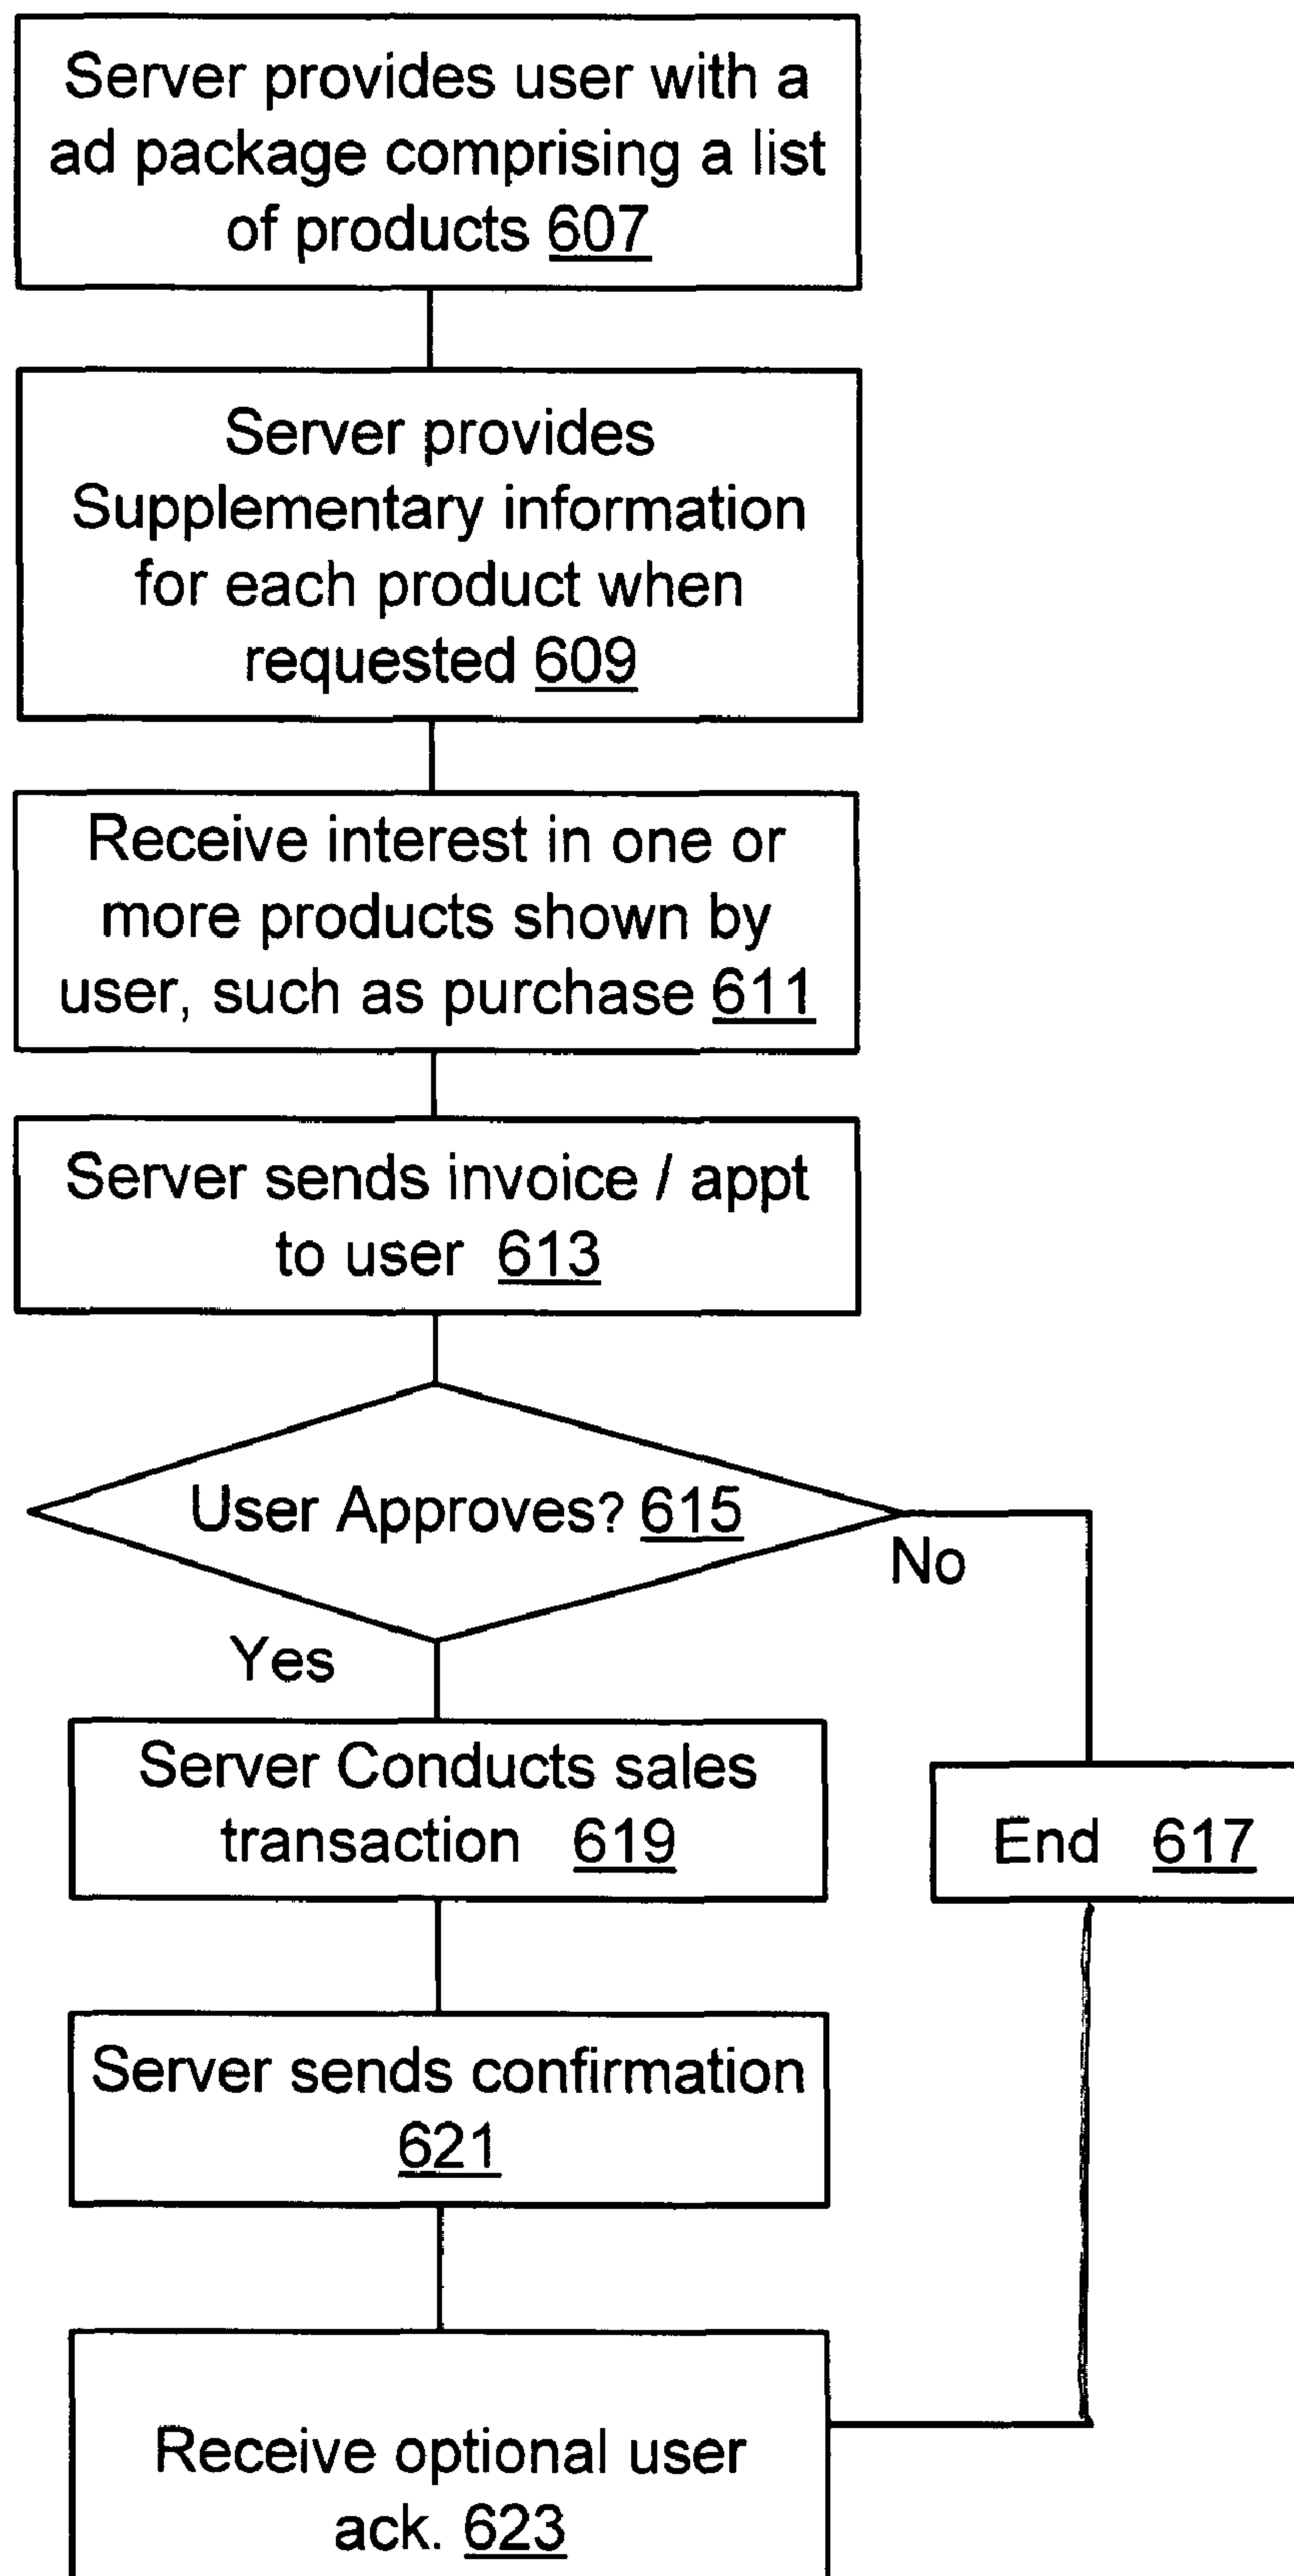 Server provides user with a
ad package comprising a list
of products 607
Server provides
Supplementary information
for each product when
requested 609
Receive interest in one or
more products shown by
user, such as purchase 611
Server sends invoice / appt
to user 613
User Approves? 615
No
Yes
Server Conducts sales
transaction 619
End 617
Server sends confirmation
621
Receive optional user
ack. 623